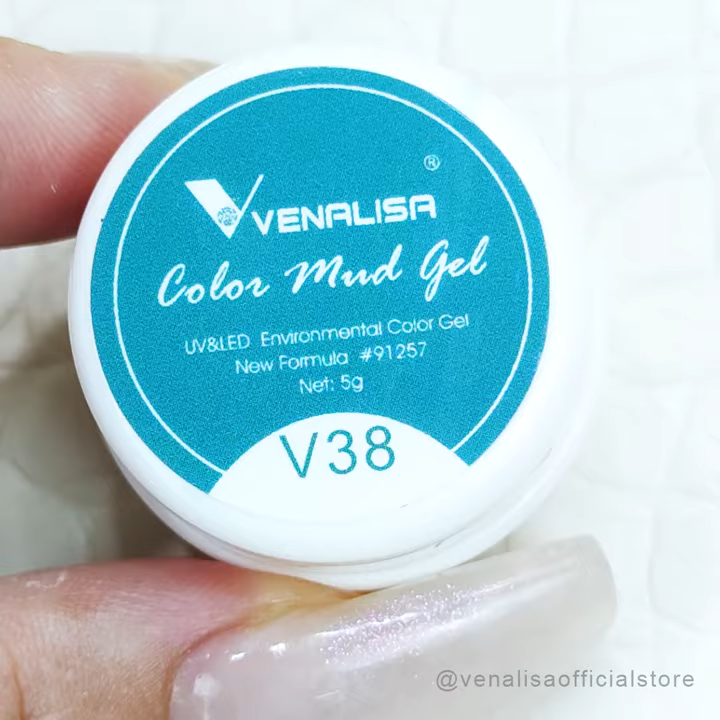 ®
VENALISA
Color Mud Gel
UV&LED Environmental Color Gel
New Formula #91257
Net: 5g
V38
@venalisaofficialstore